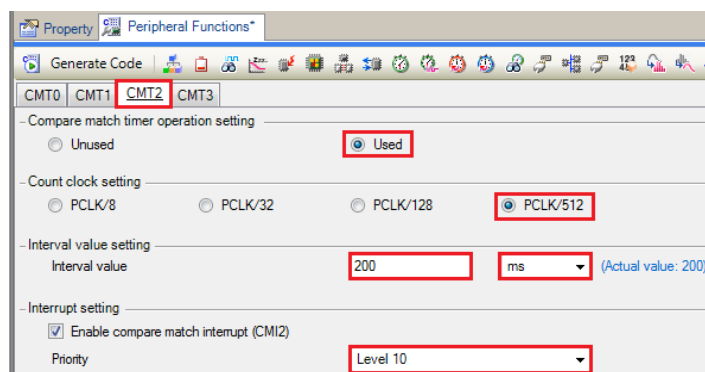 Property Peripheral Functions*
Generate Code
CMT0 CMT1 CMT2 CMT3
Compare match timer operation setting
Unused Used
Count clock setting
PCLK/8 PCLK/32 PCLK/128 PCLK/512
Interval value setting
Interval value 200 ms (Actual value: 200)
Interrupt setting
Enable compare match interrupt (CMI2)
Priority Level 10